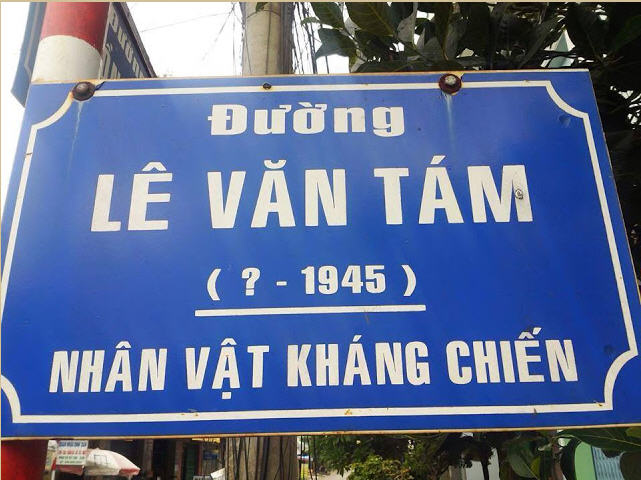 Đường
LÊ VĂN TÁM
( ? - 1945 )
NHÂN VẬT KHÁNG CHIẾN